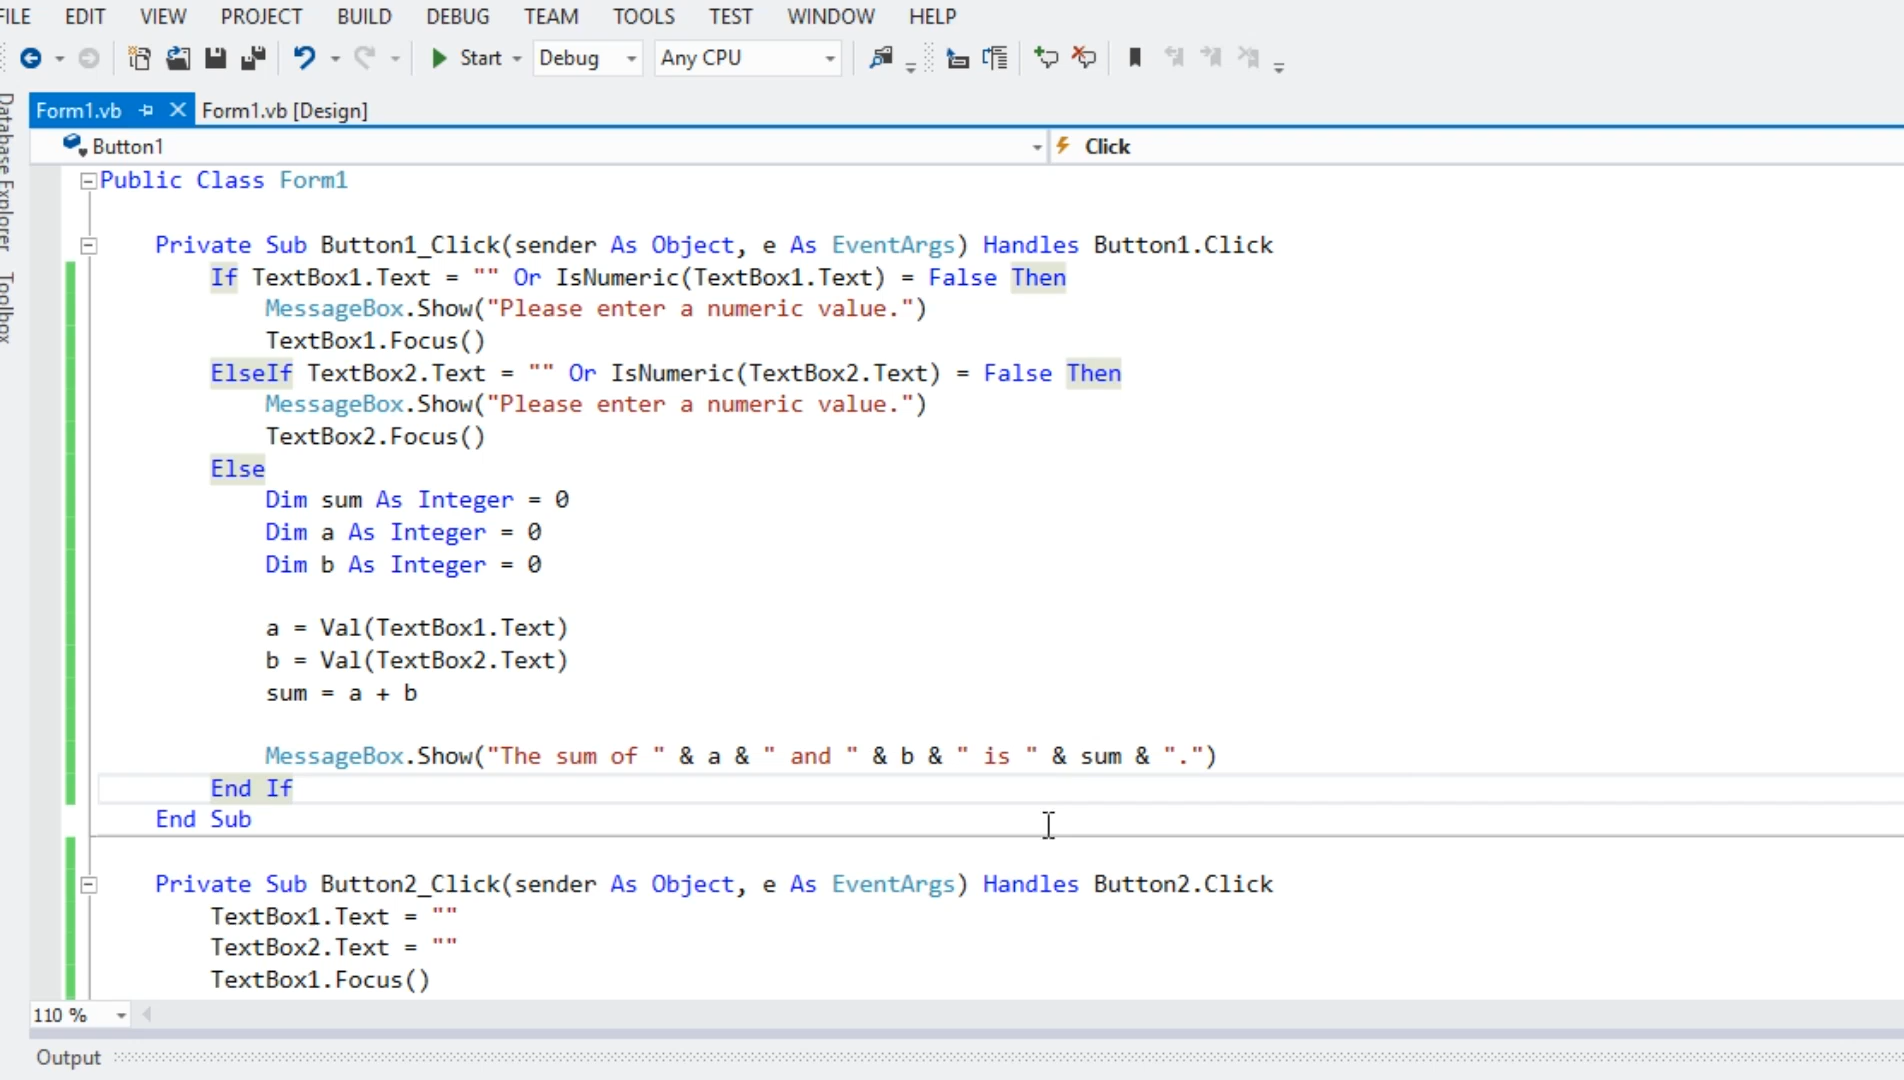 FILE EDIT VIEW PROJECT BUILD DEBUG TEAM TOOLS TEST WINDOW HELP
Start Debug Any CPU
Database Explorer
Toolbox
Form1.vb Form1.vb [Design]
Button1 Click
Public Class Form1
Private Sub Button1_Click(sender As Object, e As EventArgs) Handles Button1.Click
If TextBox1.Text = "" Or IsNumeric(TextBox1.Text) = False Then
MessageBox.Show("Please enter a numeric value.")
TextBox1.Focus()
ElseIf TextBox2.Text = "" Or IsNumeric(TextBox2.Text) = False Then
MessageBox.Show("Please enter a numeric value.")
TextBox2.Focus()
Else
Dim sum As Integer = 0
Dim a As Integer = 0
Dim b As Integer = 0
a = Val(TextBox1.Text)
b = Val(TextBox2.Text)
sum = a + b
MessageBox.Show("The sum of " & a & " and " & b & " is " & sum & ".")
End If
End Sub
Private Sub Button2_Click(sender As Object, e As EventArgs) Handles Button2.Click
TextBox1.Text = ""
TextBox2.Text = ""
TextBox1.Focus()
110 %
Output